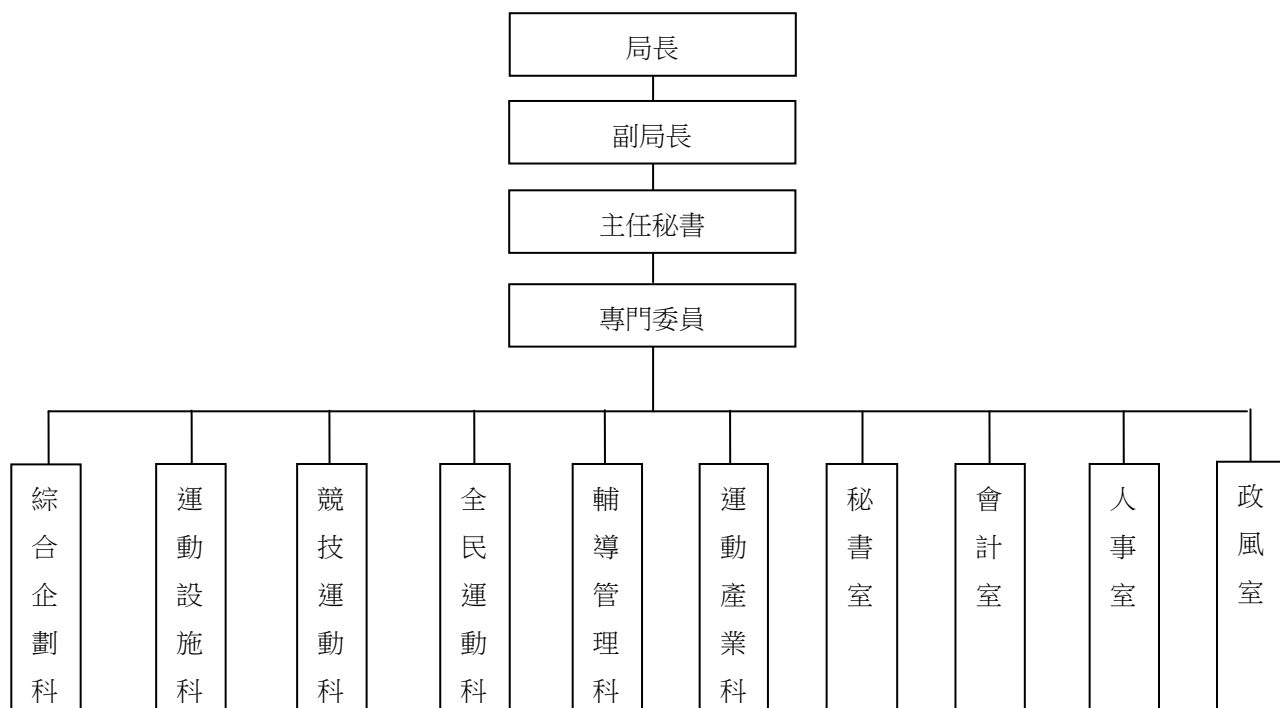 局長
副局長
主任秘書
專門委員
綜合企劃科
運動設施科
競技運動科
全民運動科
輔導管理科
運動產業科
秘書室
會計室
人事室
政風室